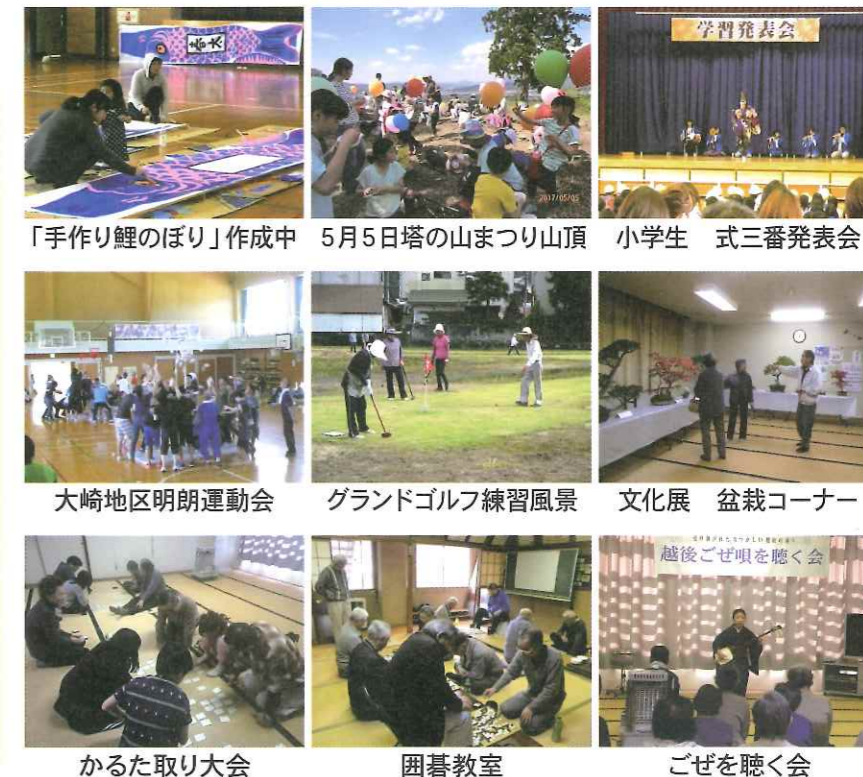 学習発表会
2017/05/05
「手作り鯉のぼり」作成中
5月5日塔の山まつり山頂
小学生 式三番発表会
大崎地区明朗運動会
グランドゴルフ練習風景
文化展 盆栽コーナー
越後ごぜ唄を聴く会
かるた取り大会
囲碁教室
ごぜを聴く会